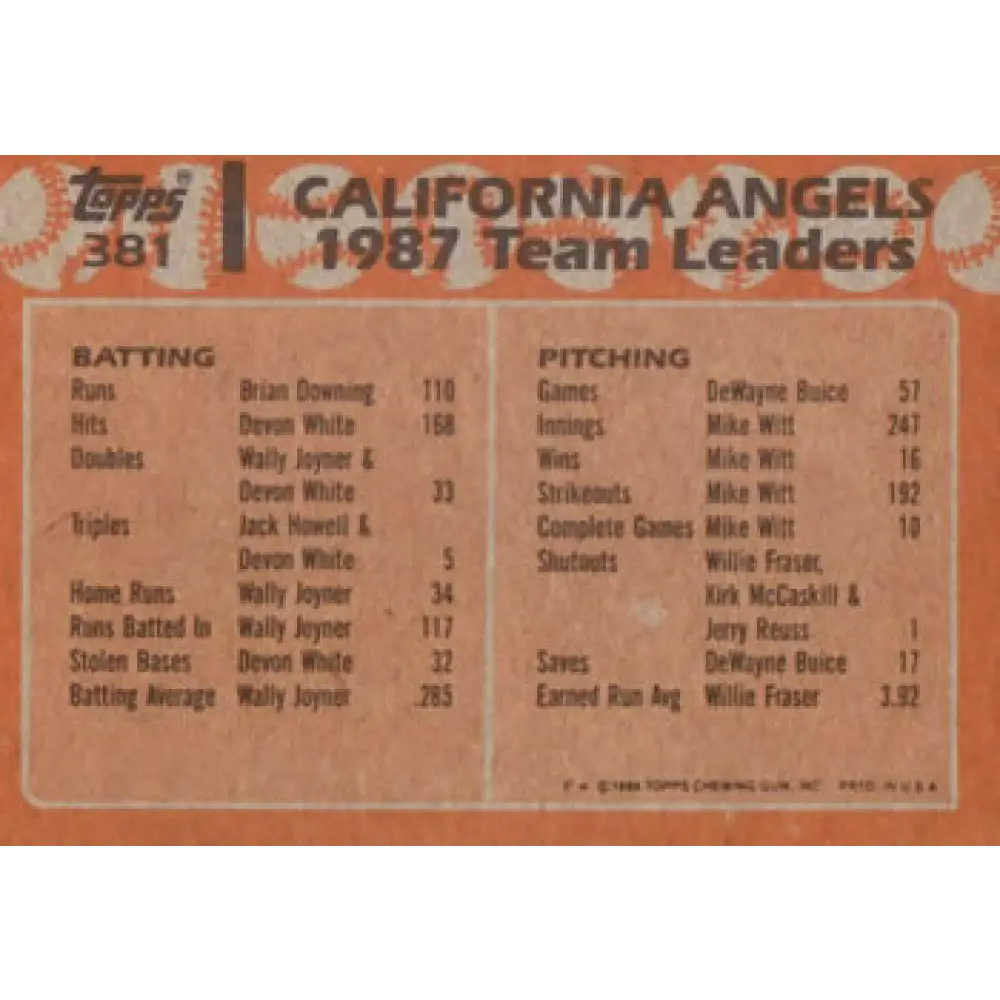 Topps®
381
CALIFORNIA ANGELS
1987 Team Leaders
BATTING
Runs Brian Downing 110
Hits Devon White 168
Doubles Wally Joyner &
Devon White 33
Triples Jack Howell &
Devon White 5
Home Runs Wally Joyner 34
Runs Batted In Wally Joyner 117
Stolen Bases Devon White 32
Batting Average Wally Joyner .285
PITCHING
Games DeWayne Buice 57
Innings Mike Witt 247
Wins Mike Witt 16
Strikeouts Mike Witt 192
Complete Games Mike Witt 10
Shutouts Willie Fraser,
Kirk McCaskill &
Jerry Reuss 1
Saves DeWayne Buice 17
Earned Run Avg Willie Fraser 3.92
TOPPS CHEWING GUM, INC. PRTD. IN U.S.A.